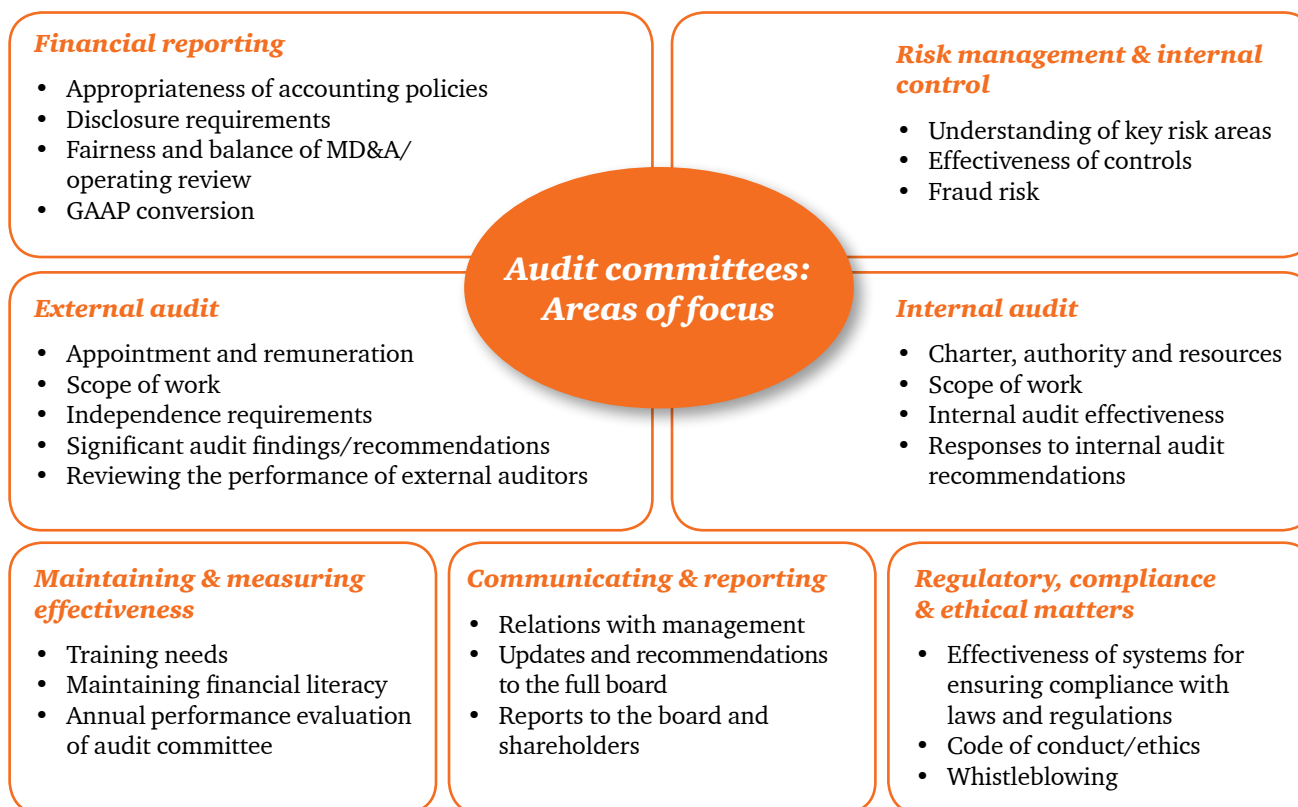 Financial reporting
• Appropriateness of accounting policies
• Disclosure requirements
• Fairness and balance of MD&A/
operating review
• GAAP conversion
Risk management & internal
control
• Understanding of key risk areas
• Effectiveness of controls
• Fraud risk
Audit committees:
Areas of focus
External audit
• Appointment and remuneration
• Scope of work
• Independence requirements
• Significant audit findings/recommendations
• Reviewing the performance of external auditors
Internal audit
• Charter, authority and resources
• Scope of work
• Internal audit effectiveness
• Responses to internal audit
recommendations
Maintaining & measuring
effectiveness
• Training needs
• Maintaining financial literacy
• Annual performance evaluation
of audit committee
Communicating & reporting
• Relations with management
• Updates and recommendations
to the full board
• Reports to the board and
shareholders
Regulatory, compliance
& ethical matters
• Effectiveness of systems for
ensuring compliance with
laws and regulations
• Code of conduct/ethics
• Whistleblowing